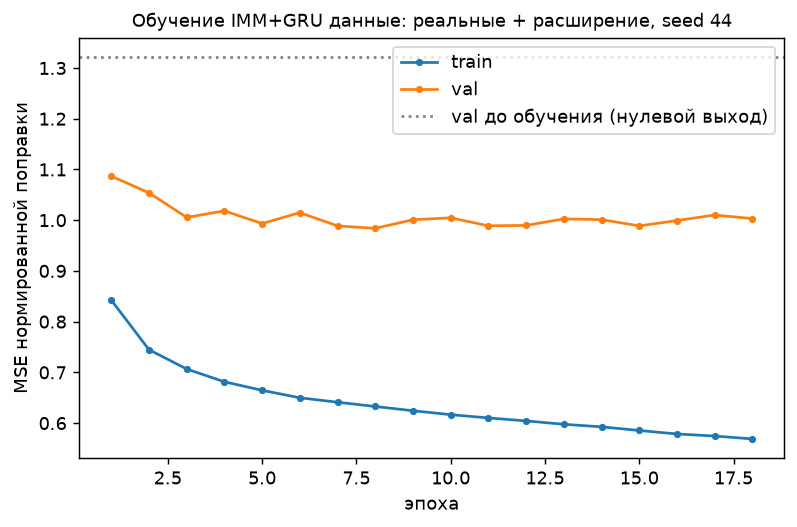 Обучение IMM+GRU данные: реальные + расширение, seed 44
train
val
val до обучения (нулевой выход)
MSE нормированной поправки
1.3
1.2
1.1
1.0
0.9
0.8
0.7
0.6
2.5 5.0 7.5 10.0 12.5 15.0 17.5
эпоха